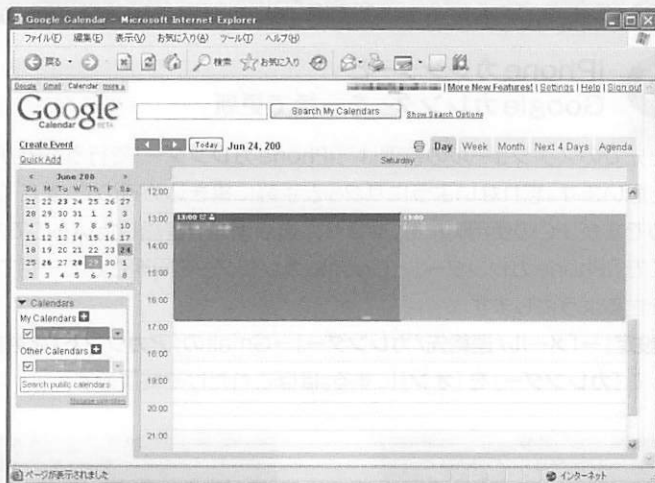 Google Calendar - Microsoft Internet Explorer
ファイル(F) 編集(E) 表示(V) お気に入り(A) ツール(T) ヘルプ(H)
戻る 検索 お気に入り
Google Gmail Calendar more »
More New Features! | Settings | Help | Sign out
Google
Calendar BETA
Search My Calendars
Show Search Options
Create Event
Quick Add
Today Jun 24, 200
Day Week Month Next 4 Days Agenda
Saturday
« June 200 »
Su M Tu W Th F Sa
21 22 23 24 25 26 27
28 29 30 31 1 2 3
4 5 6 7 8 9 10
11 12 13 14 15 16 17
18 19 20 21 22 23 24
25 26 27 28 29 30 1
2 3 4 5 6 7 8
Calendars
My Calendars
Other Calendars
Search public calendars
12:00
13:00
13:00
13:00
14:00
15:00
16:00
17:00
18:00
19:00
20:00
21:00
ページが表示されました
インターネット